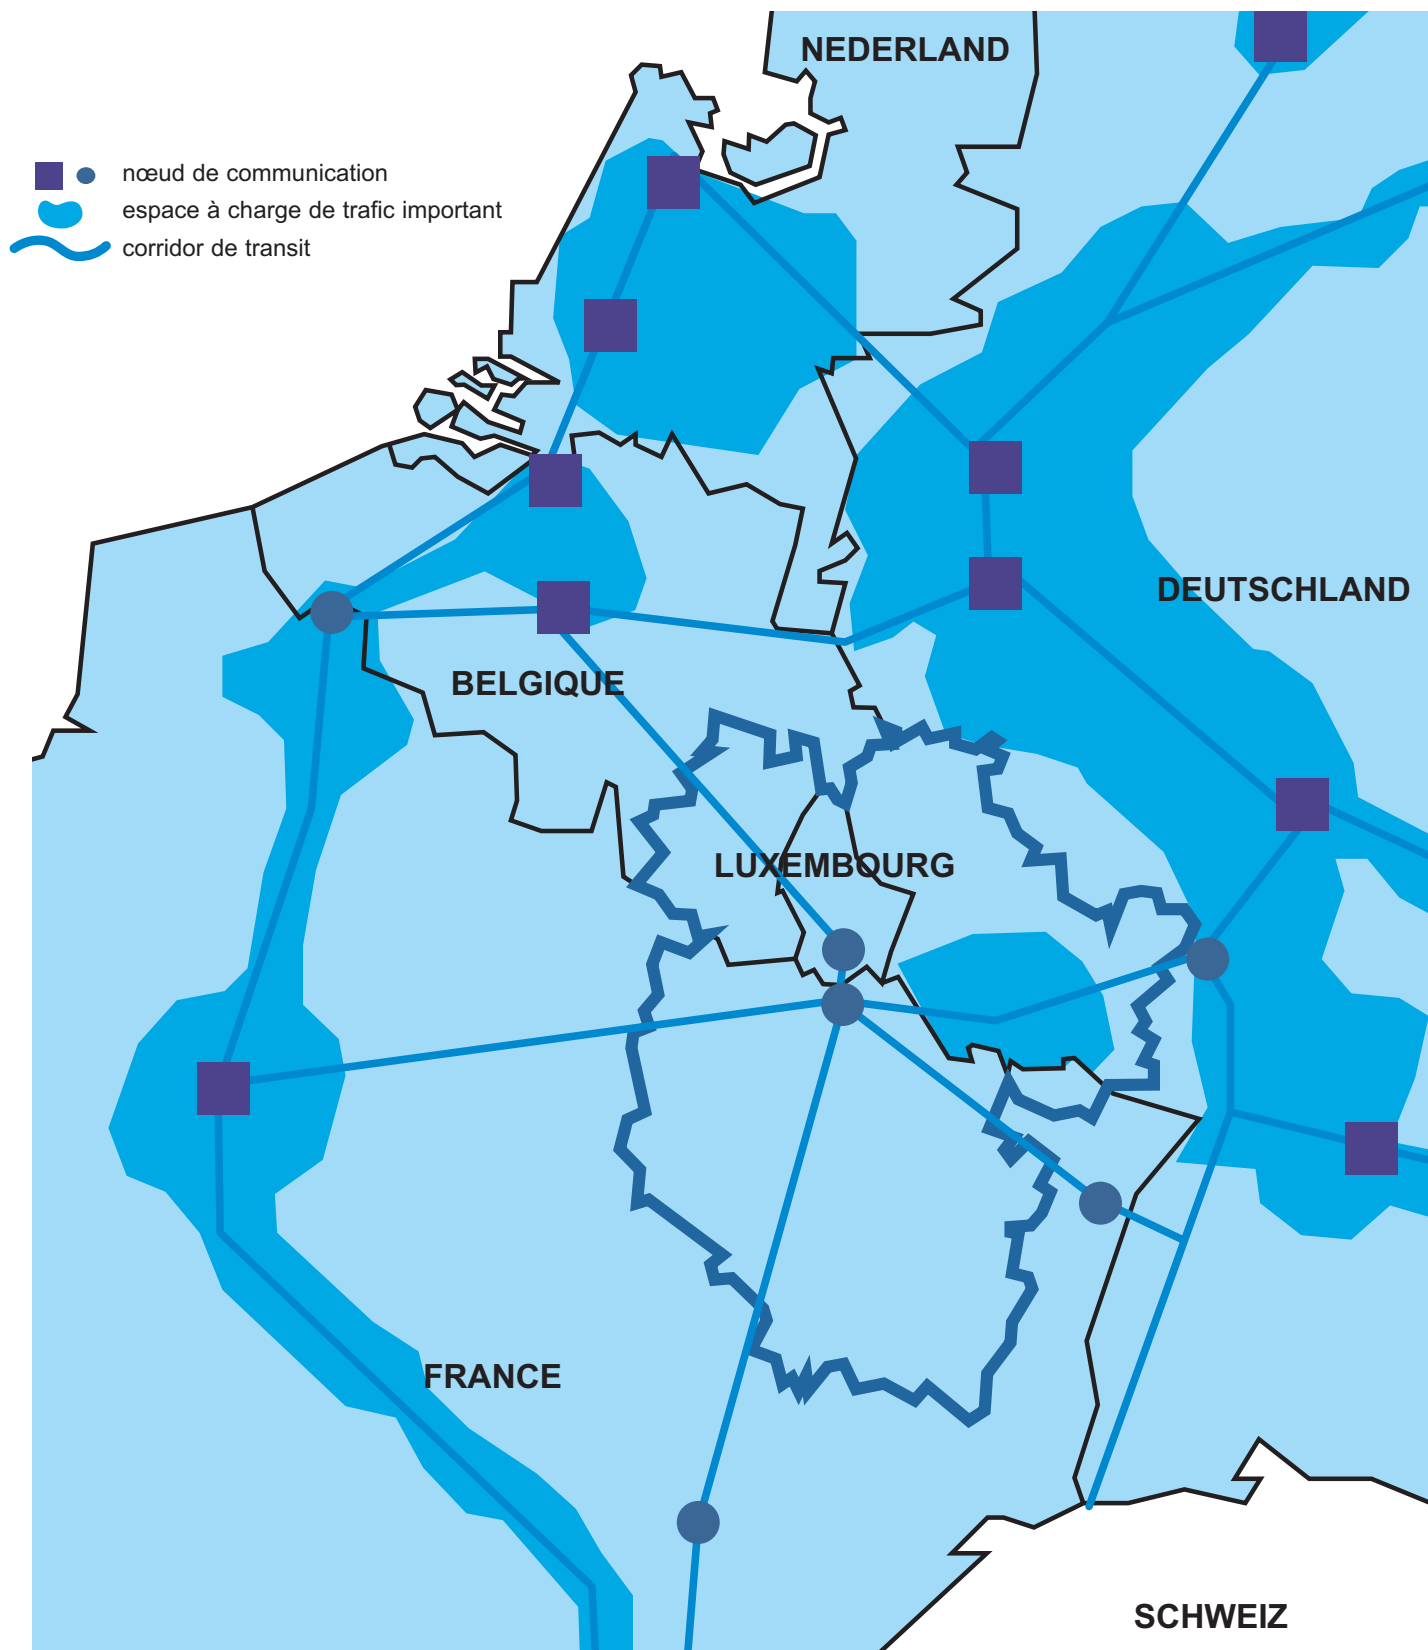 NEDERLAND
nœud de communication
espace à charge de trafic important
corridor de transit
DEUTSCHLAND
BELGIQUE
LUXEMBOURG
FRANCE
SCHWEIZ